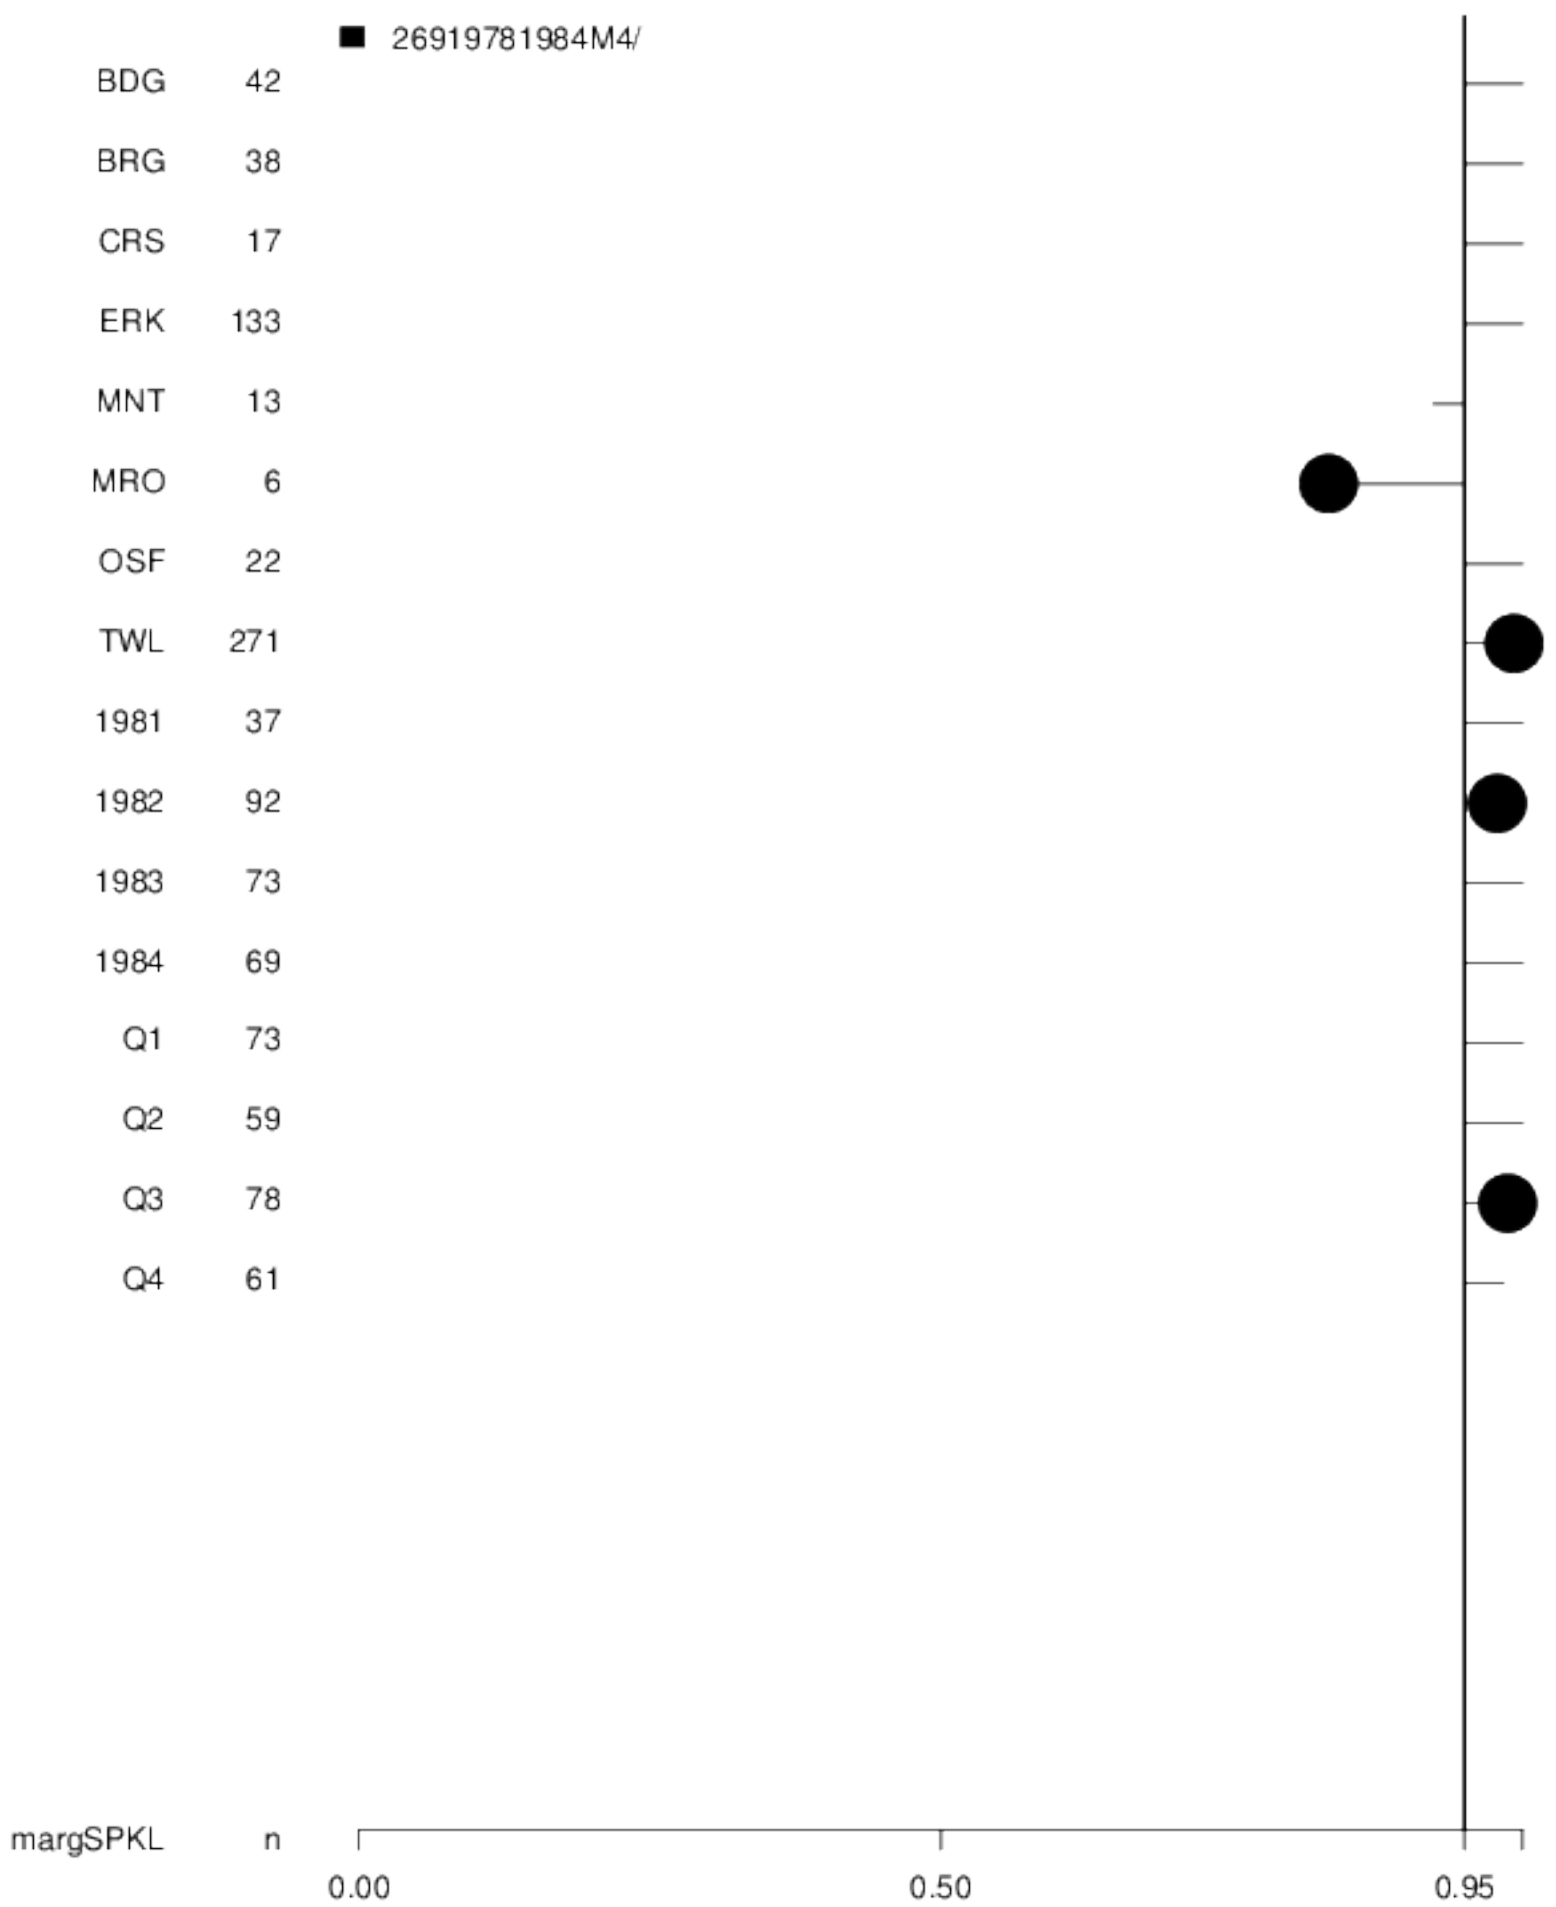 26919781984M4/
BDG 42
BRG 38
CRS 17
ERK 133
MNT 13
MRO 6
OSF 22
TWL 271
1981 37
1982 92
1983 73
1984 69
Q1 73
Q2 59
Q3 78
Q4 61
margSPKL n
0.00 0.50 0.95